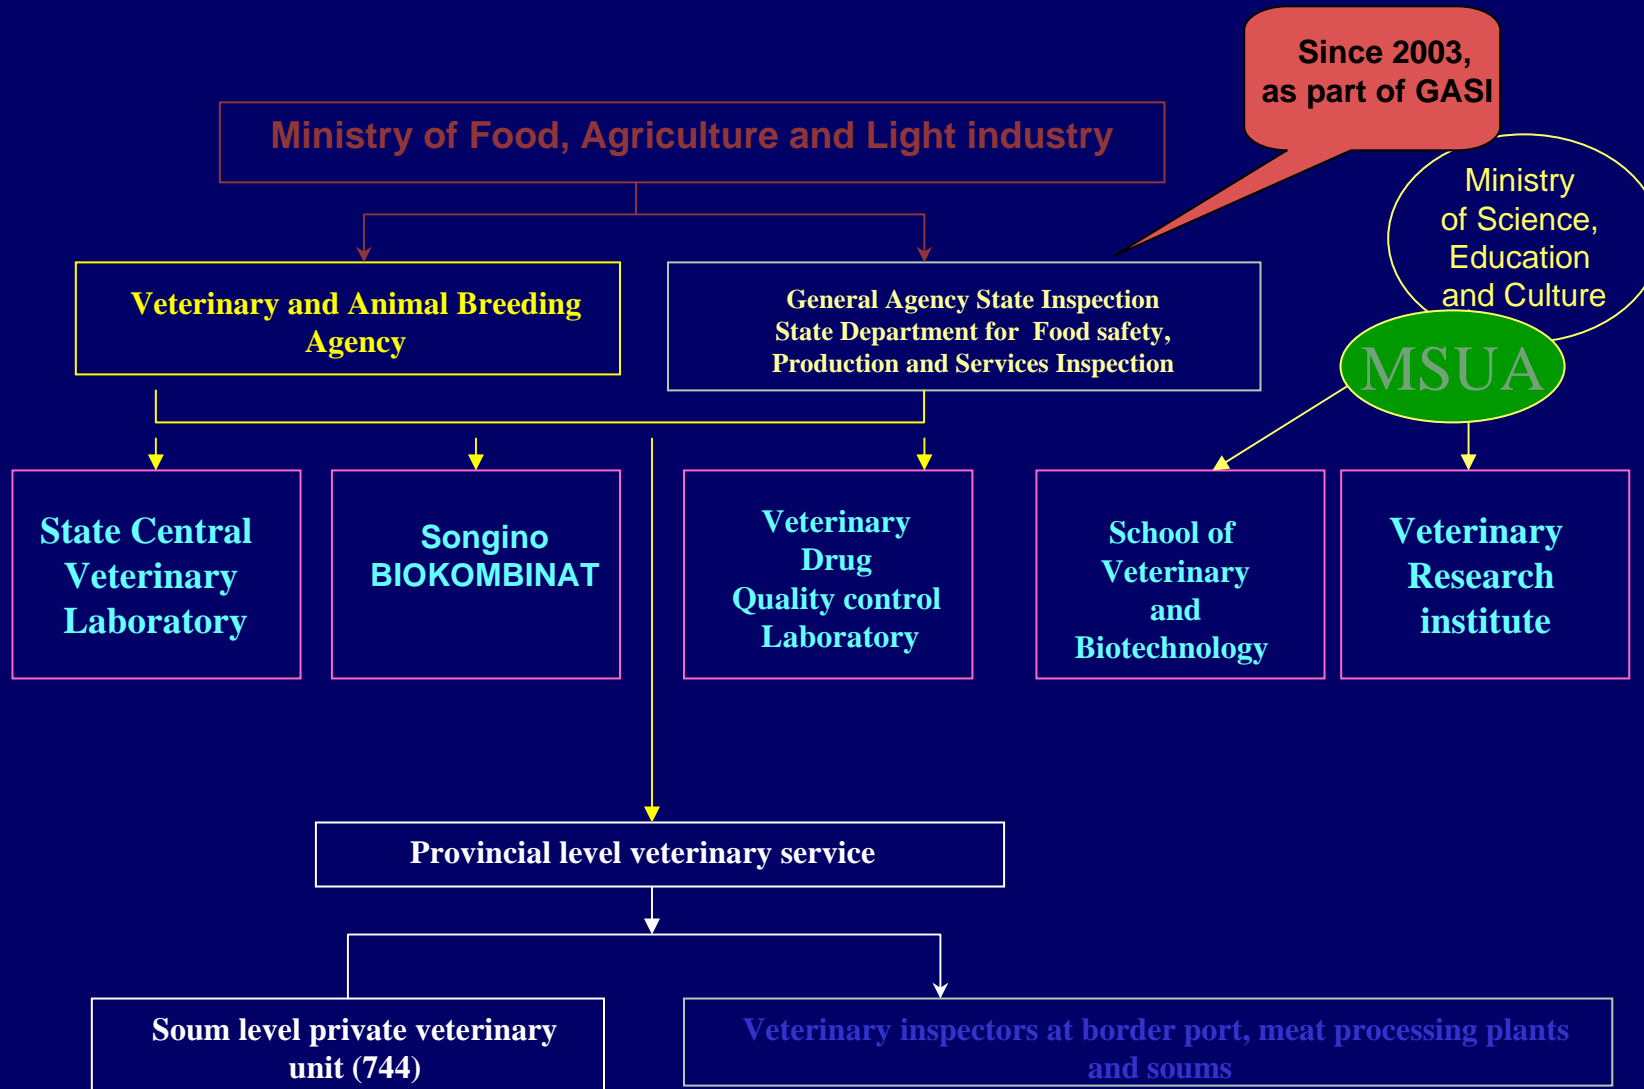 Since 2003,
as part of GASI
Ministry of Food, Agriculture and Light industry
Ministry
of Science,
Education
and Culture
MSUA
Veterinary and Animal Breeding
Agency
General Agency State Inspection
State Department for Food safety,
Production and Services Inspection
State Central
Veterinary
Laboratory
Songino
BIOKOMBINAT
Veterinary
Drug
Quality control
Laboratory
School of
Veterinary
and
Biotechnology
Veterinary
Research
institute
Provincial level veterinary service
Soum level private veterinary
unit (744)
Veterinary inspectors at border port, meat processing plants
and soums